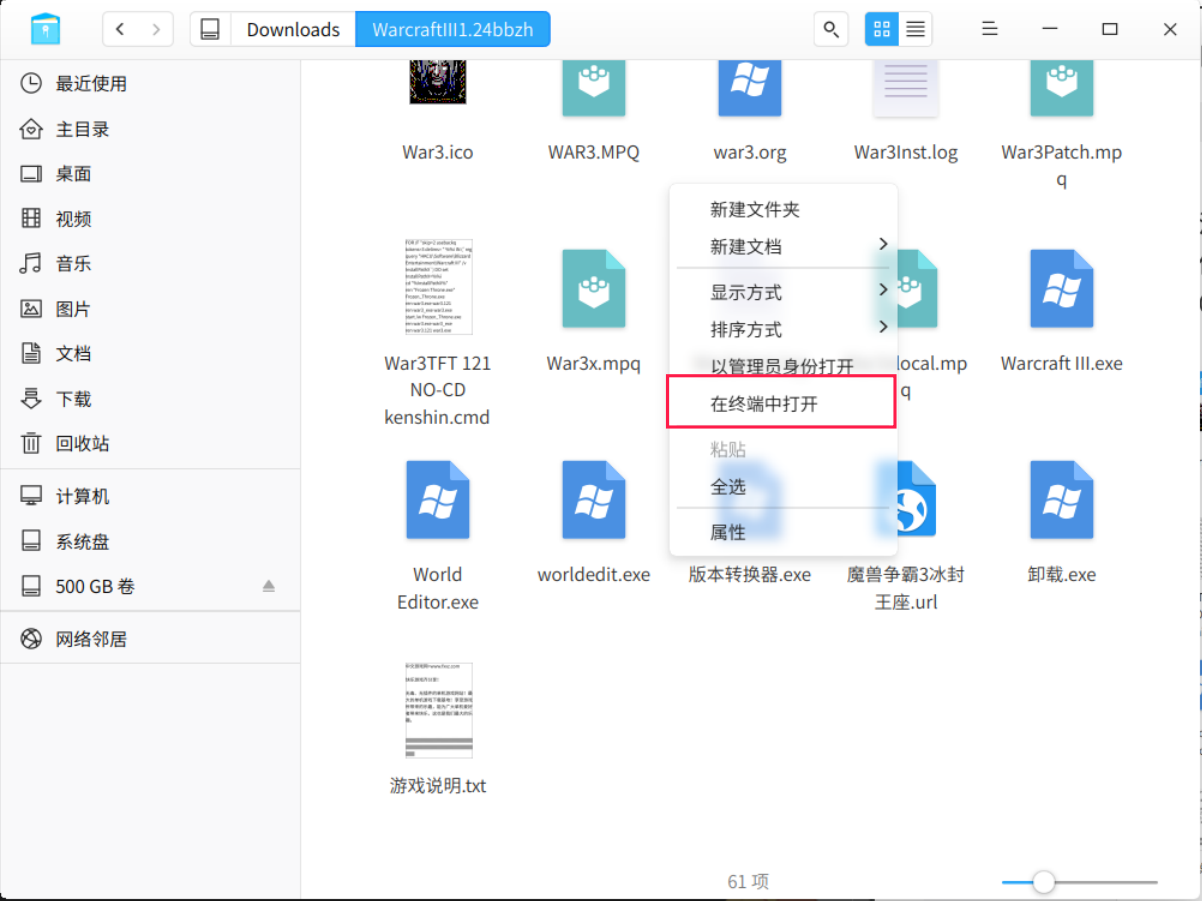 Downloads
WarcraftIII1.24bbzh
最近使用
主目录
桌面
视频
音乐
图片
文档
下载
回收站
计算机
系统盘
500 GB 卷
网络邻居
War3.ico
WAR3.MPQ
war3.org
War3Inst.log
War3Patch.mp
q
新建文件夹
新建文档
显示方式
排序方式
以管理员身份打开
在终端中打开
粘贴
全选
属性
War3TFT 121
NO-CD
kenshin.cmd
War3x.mpq
local.mp
q
Warcraft III.exe
World
Editor.exe
worldedit.exe
版本转换器.exe
魔兽争霸3冰封
王座.url
卸载.exe
游戏说明.txt
61 项